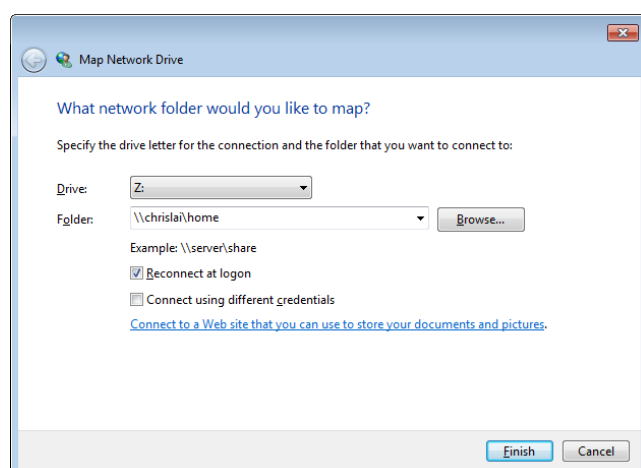 Map Network Drive
What network folder would you like to map?
Specify the drive letter for the connection and the folder that you want to connect to:
Drive: Z:
Folder: \\chrislai\home Browse...
Example: \\server\share
Reconnect at logon
Connect using different credentials
Connect to a Web site that you can use to store your documents and pictures.
Finish Cancel